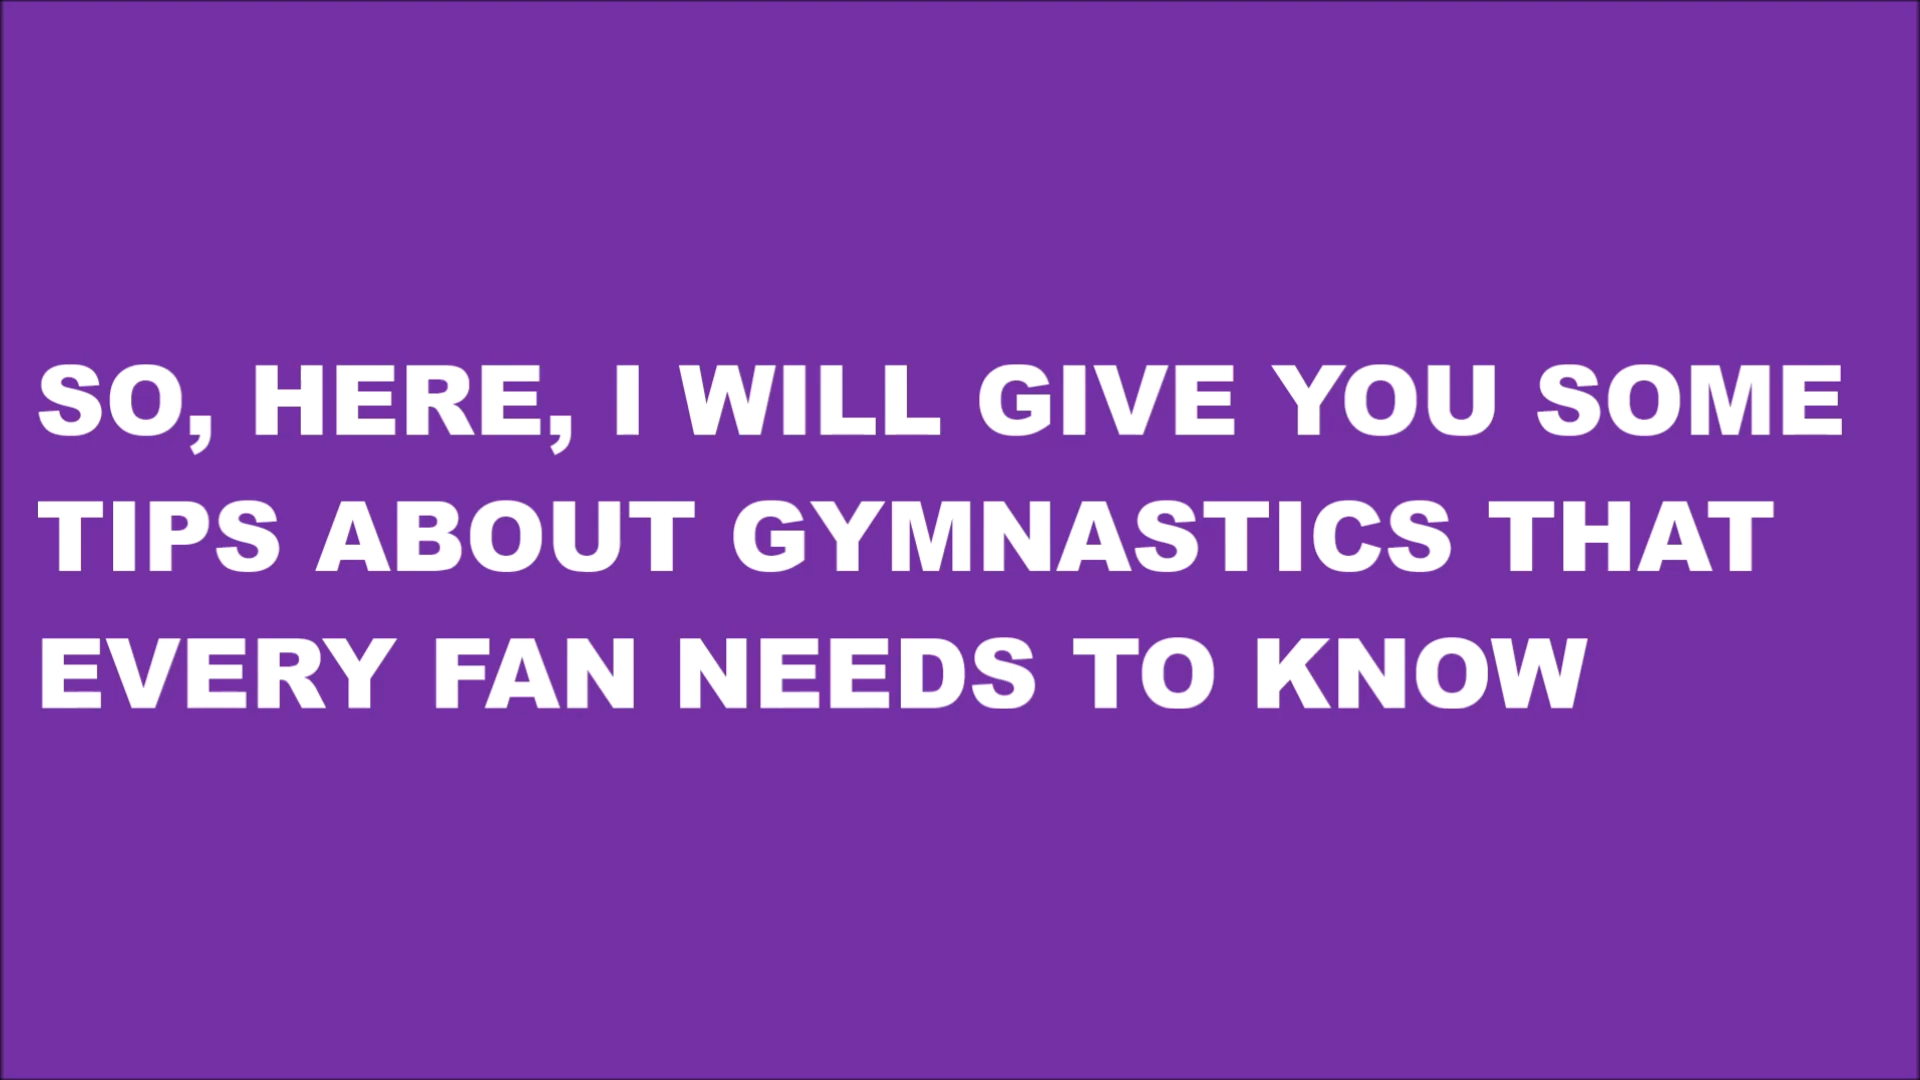 SO, HERE, I WILL GIVE YOU SOME
TIPS ABOUT GYMNASTICS THAT
EVERY FAN NEEDS TO KNOW